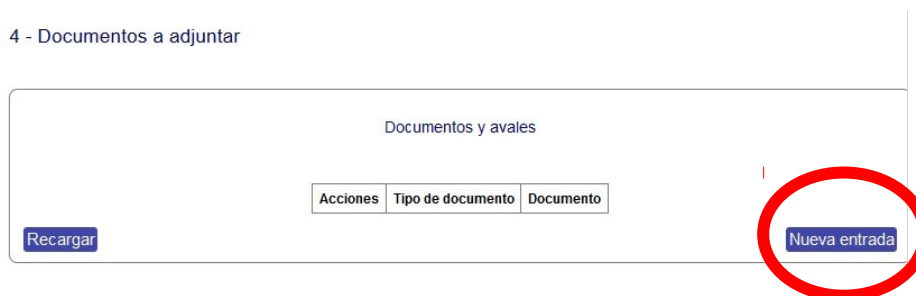 4 - Documentos a adjuntar
Documentos y avales
Acciones Tipo de documento Documento
Recargar Nueva entrada